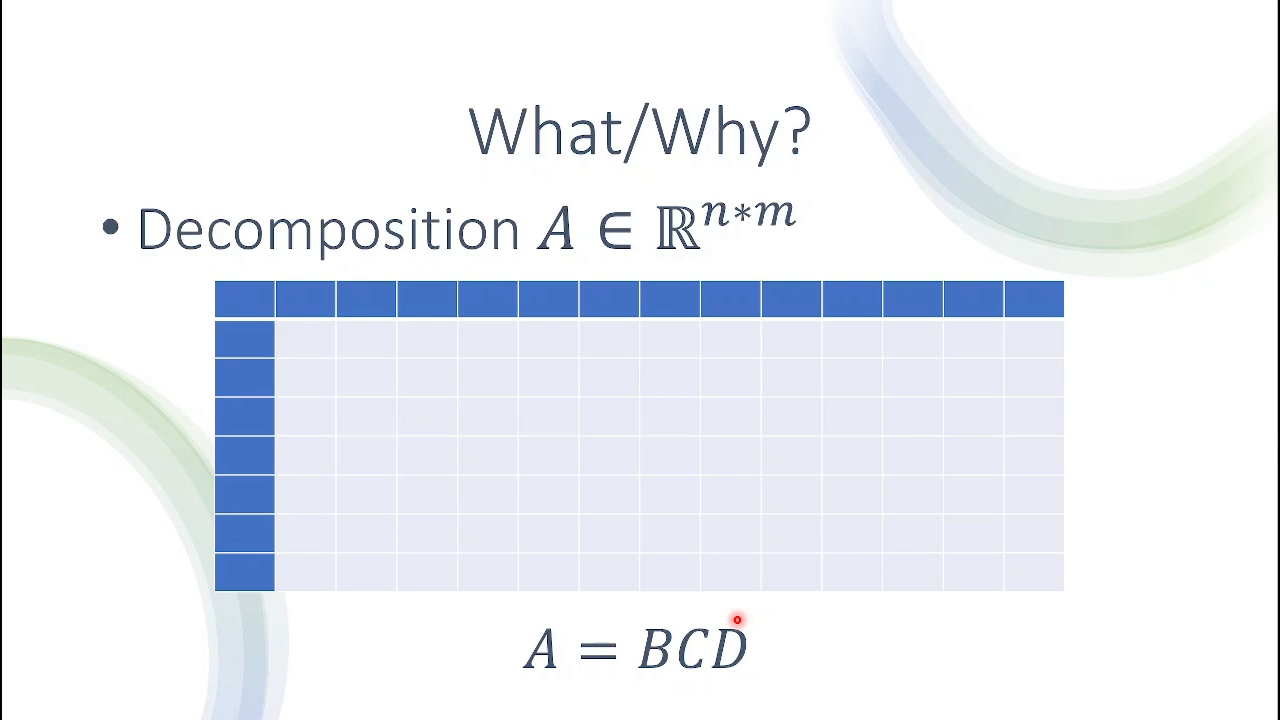 What/Why?
• Decomposition A ∈ ℝ^{n*m}
A = BCD